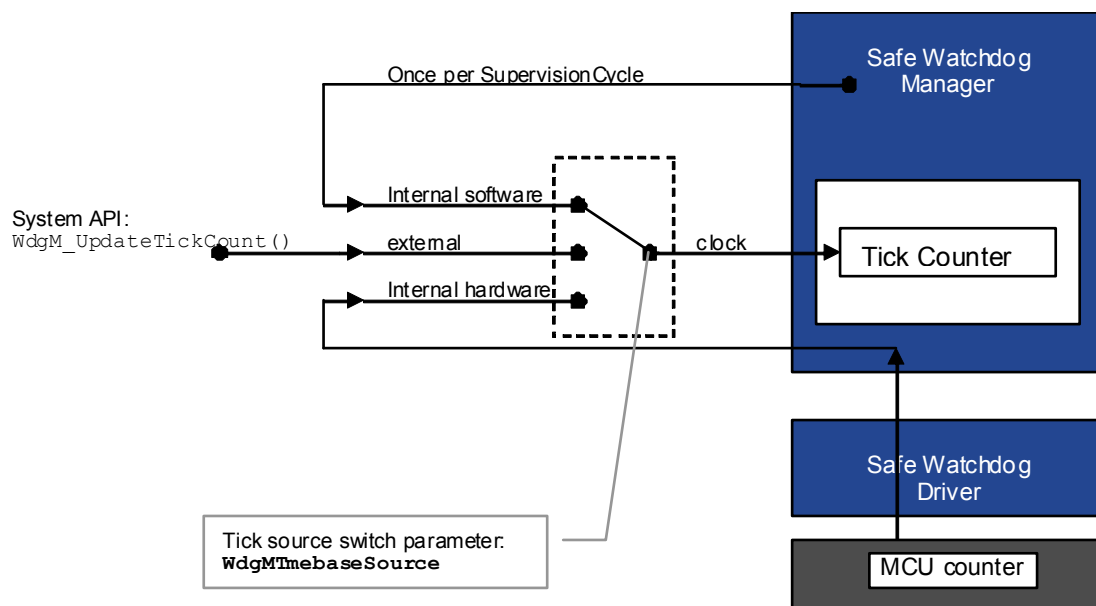 Once per SupervisionCycle
Safe Watchdog
Manager
Internal software
System API:
WdgM_UpdateTickCount()
external
clock
Tick Counter
Internal hardware
Safe Watchdog
Driver
Tick source switch parameter:
WdgMTmebaseSource
MCU counter